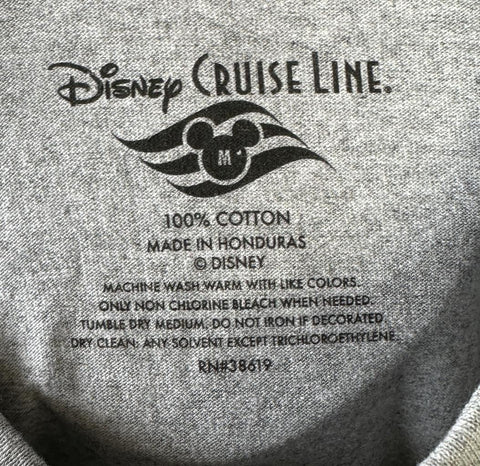 Disney Cruise Line.
M
100% COTTON
MADE IN HONDURAS
© DISNEY
MACHINE WASH WARM WITH LIKE COLORS.
ONLY NON CHLORINE BLEACH WHEN NEEDED.
TUMBLE DRY MEDIUM. DO NOT IRON IF DECORATED.
DRY CLEAN. ANY SOLVENT EXCEPT TRICHLOROETHYLENE.
RN#38619